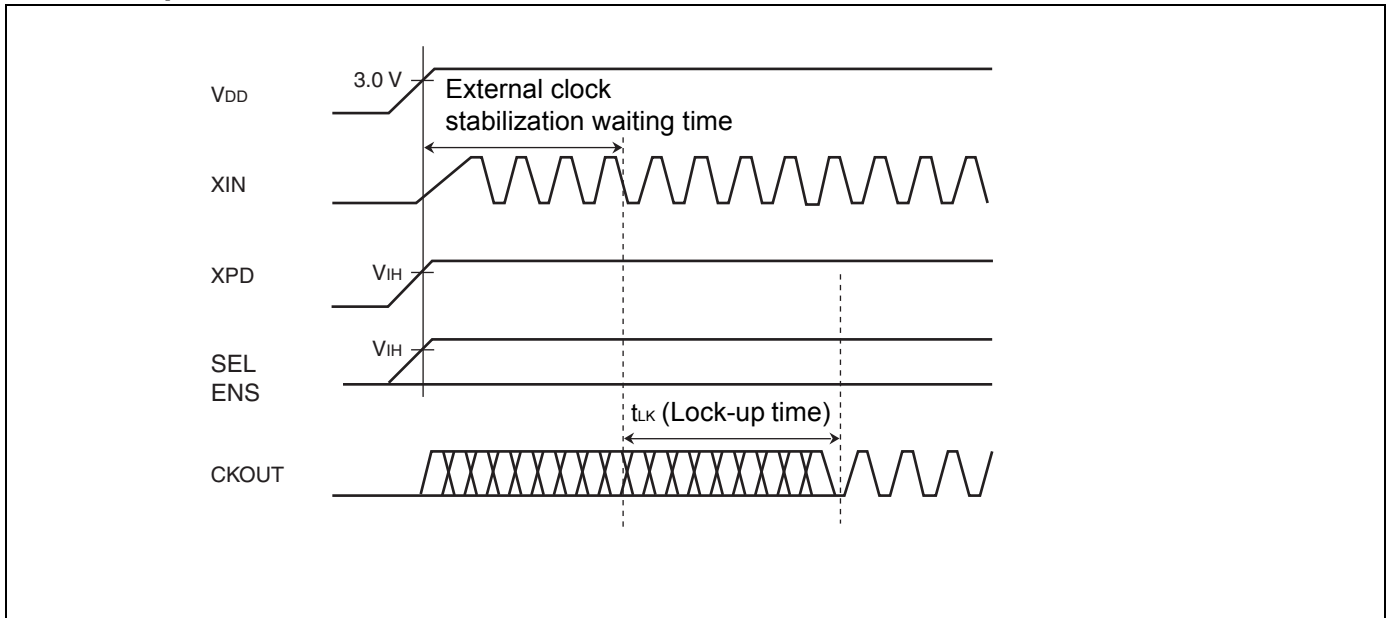 VDD
3.0 V
External clock
stabilization waiting time
XIN
XPD
VIH
SEL
ENS
VIH
tLK (Lock-up time)
CKOUT